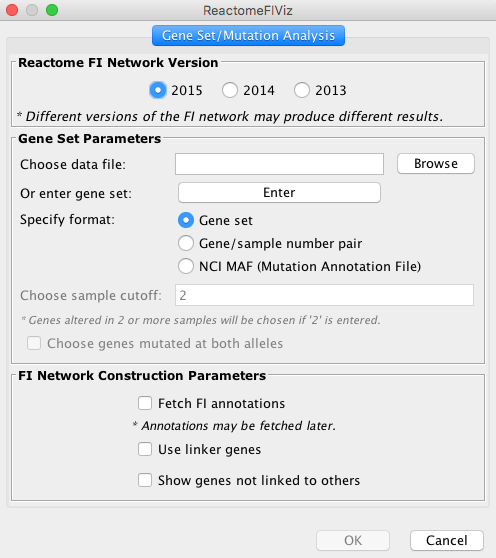 ReactomeFIViz
Gene Set/Mutation Analysis
Reactome FI Network Version
2015 2014 2013
* Different versions of the FI network may produce different results.
Gene Set Parameters
Choose data file: Browse
Or enter gene set: Enter
Specify format: Gene set
Gene/sample number pair
NCI MAF (Mutation Annotation File)
Choose sample cutoff: 2
* Genes altered in 2 or more samples will be chosen if '2' is entered.
Choose genes mutated at both alleles
FI Network Construction Parameters
Fetch FI annotations
* Annotations may be fetched later.
Use linker genes
Show genes not linked to others
OK Cancel